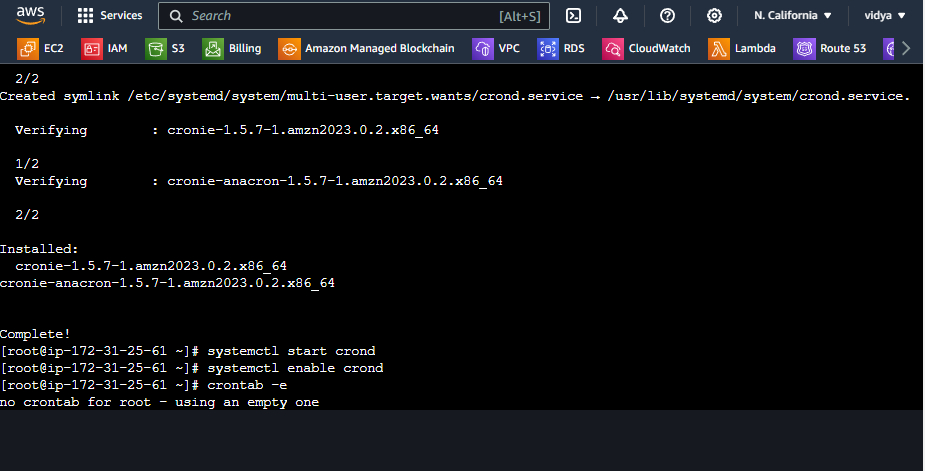 aws Services Search [Alt+S] N. California vidya
EC2 IAM S3 Billing Amazon Managed Blockchain VPC RDS CloudWatch Lambda Route 53
2/2
Created symlink /etc/systemd/system/multi-user.target.wants/crond.service → /usr/lib/systemd/system/crond.service.
Verifying : cronie-1.5.7-1.amzn2023.0.2.x86_64
1/2
Verifying : cronie-anacron-1.5.7-1.amzn2023.0.2.x86_64
2/2
Installed:
cronie-1.5.7-1.amzn2023.0.2.x86_64
cronie-anacron-1.5.7-1.amzn2023.0.2.x86_64
Complete!
[root@ip-172-31-25-61 ~]# systemctl start crond
[root@ip-172-31-25-61 ~]# systemctl enable crond
[root@ip-172-31-25-61 ~]# crontab -e
no crontab for root - using an empty one